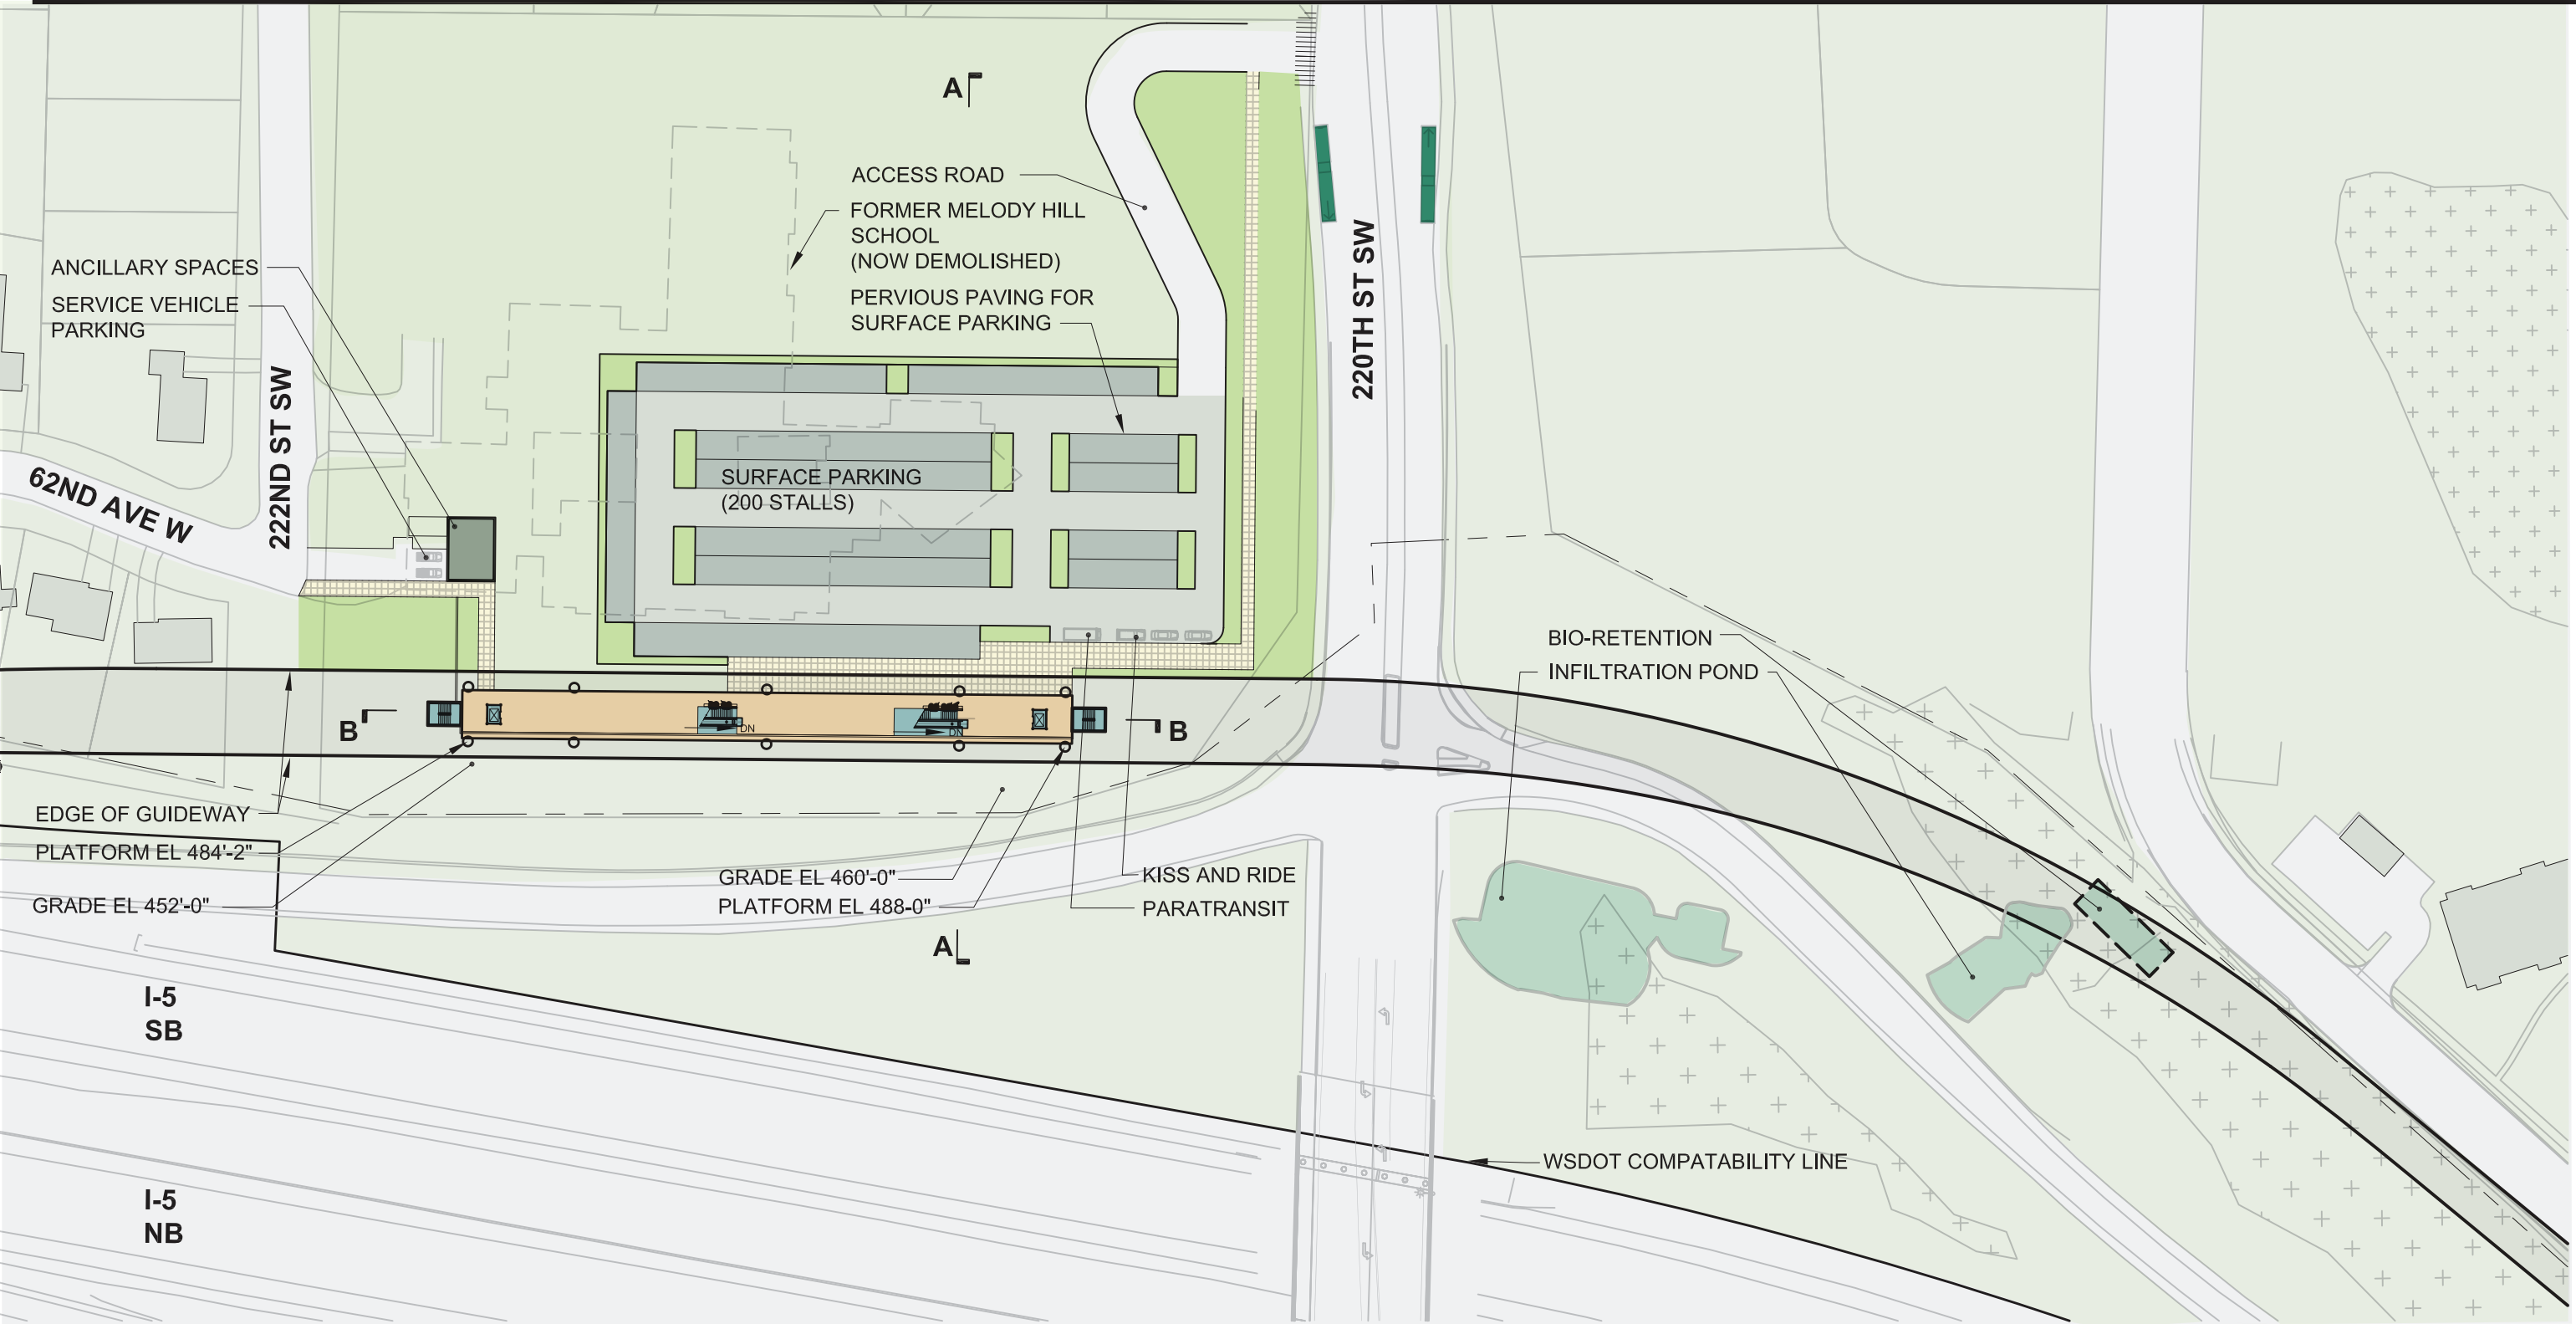 A
ACCESS ROAD
FORMER MELODY HILL
SCHOOL
(NOW DEMOLISHED)
PERVIOUS PAVING FOR
SURFACE PARKING
ANCILLARY SPACES
SERVICE VEHICLE
PARKING
222ND ST SW
62ND AVE W
220TH ST SW
SURFACE PARKING
(200 STALLS)
BIO-RETENTION
INFILTRATION POND
B
DN
DN
B
EDGE OF GUIDEWAY
PLATFORM EL 484'-2"
GRADE EL 452'-0"
GRADE EL 460'-0"
PLATFORM EL 488-0"
KISS AND RIDE
PARATRANSIT
A
I-5
SB
WSDOT COMPATABILITY LINE
I-5
NB